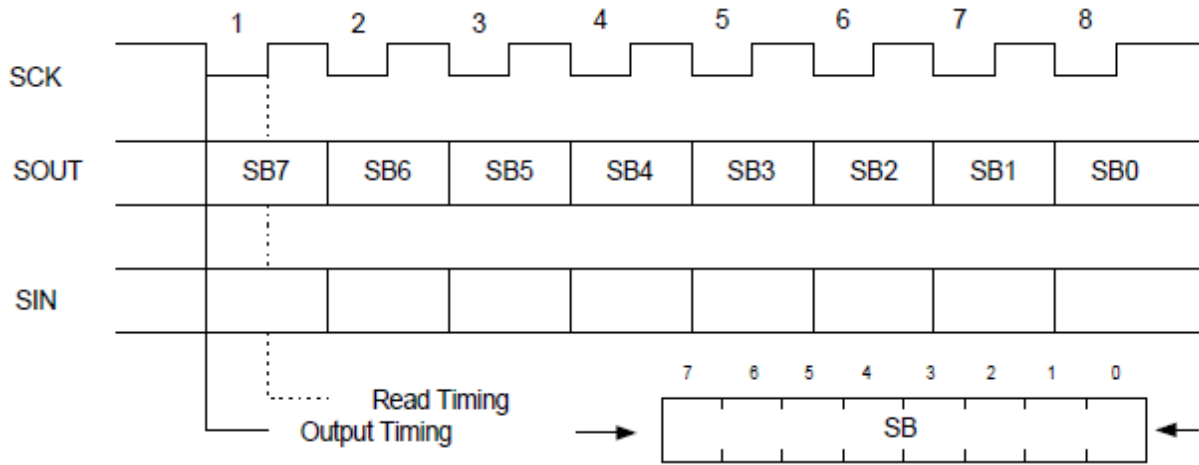 1 2 3 4 5 6 7 8
SCK
SOUT SB7 SB6 SB5 SB4 SB3 SB2 SB1 SB0
SIN
7 6 5 4 3 2 1 0
Read Timing
Output Timing SB